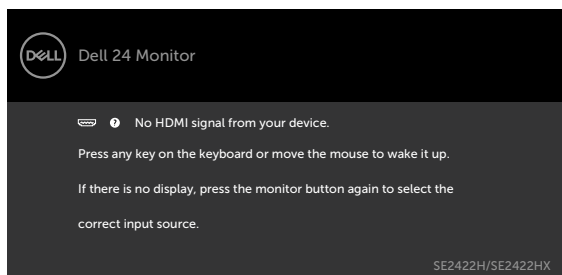 DELL
Dell 24 Monitor
? No HDMI signal from your device.
Press any key on the keyboard or move the mouse to wake it up.
If there is no display, press the monitor button again to select the
correct input source.
SE2422H/SE2422HX